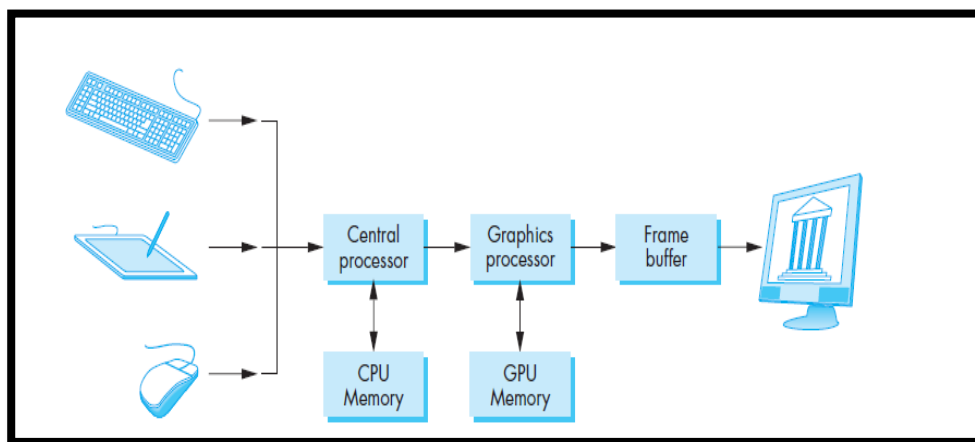 Central
processor
Graphics
processor
Frame
buffer
CPU
Memory
GPU
Memory